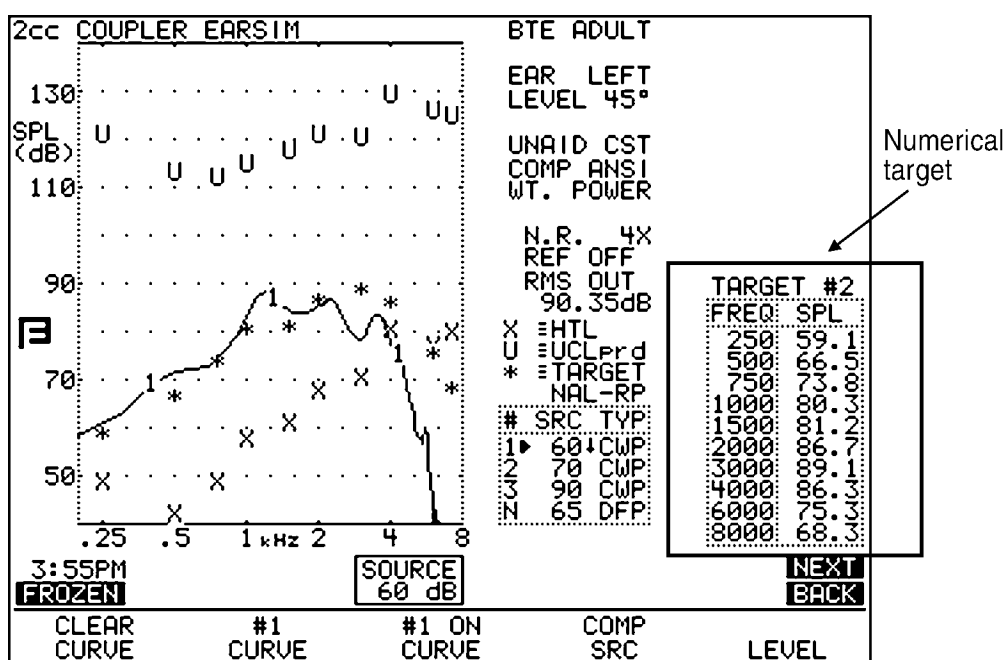 2cc COUPLER EARSIM
BTE ADULT
EAR LEFT
LEVEL 45°
UNAID CST
COMP ANSI
WT. POWER
N.R. 4X
REF OFF
RMS OUT
90.35dB
X ≡HTL
U ≡UCLprd
* ≡TARGET
NAL-RP
# SRC TYP
1▶ 60↓CWP
2 70 CWP
3 90 CWP
N 65 DFP
130
SPL
(dB)
110
90
70
50
.25 .5 1 kHz 2 4 8
1
1
1
Numerical
target
TARGET #2
FREQ SPL
250 59.1
500 66.5
750 73.8
1000 80.3
1500 81.2
2000 86.7
3000 89.1
4000 86.3
6000 75.3
8000 68.3
3:55PM
FROZEN
SOURCE
60 dB
NEXT
BACK
CLEAR
CURVE
#1
CURVE
#1 ON
CURVE
COMP
SRC
LEVEL